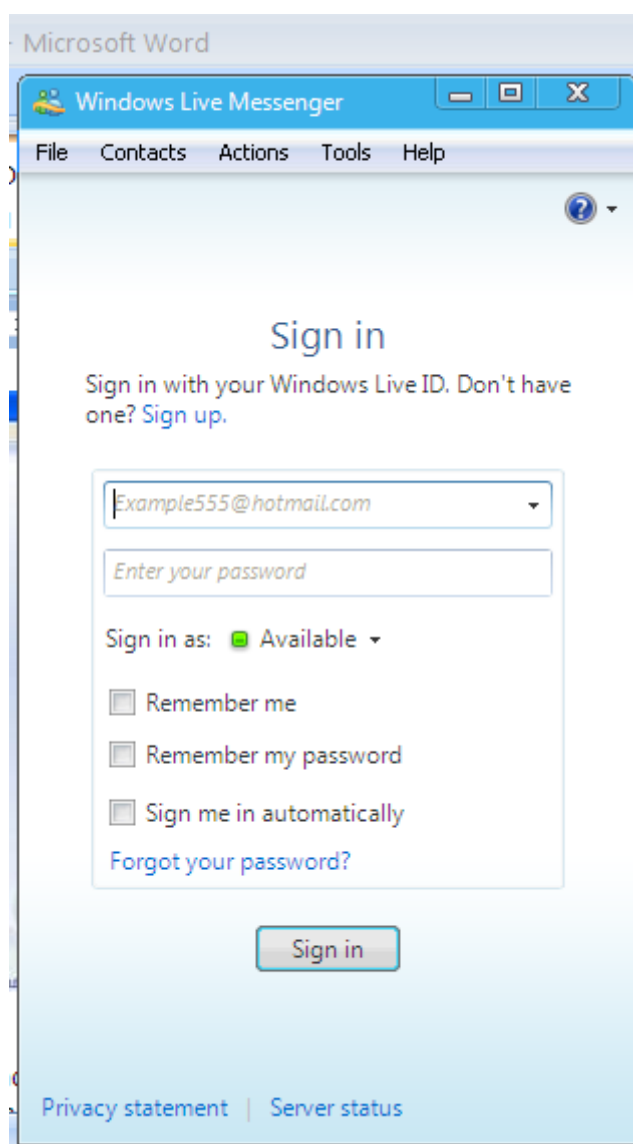 Microsoft Word
Windows Live Messenger
File Contacts Actions Tools Help
Sign in
Sign in with your Windows Live ID. Don't have
one? Sign up.
Example555@hotmail.com
Enter your password
Sign in as: Available
Remember me
Remember my password
Sign me in automatically
Forgot your password?
Sign in
Privacy statement | Server status